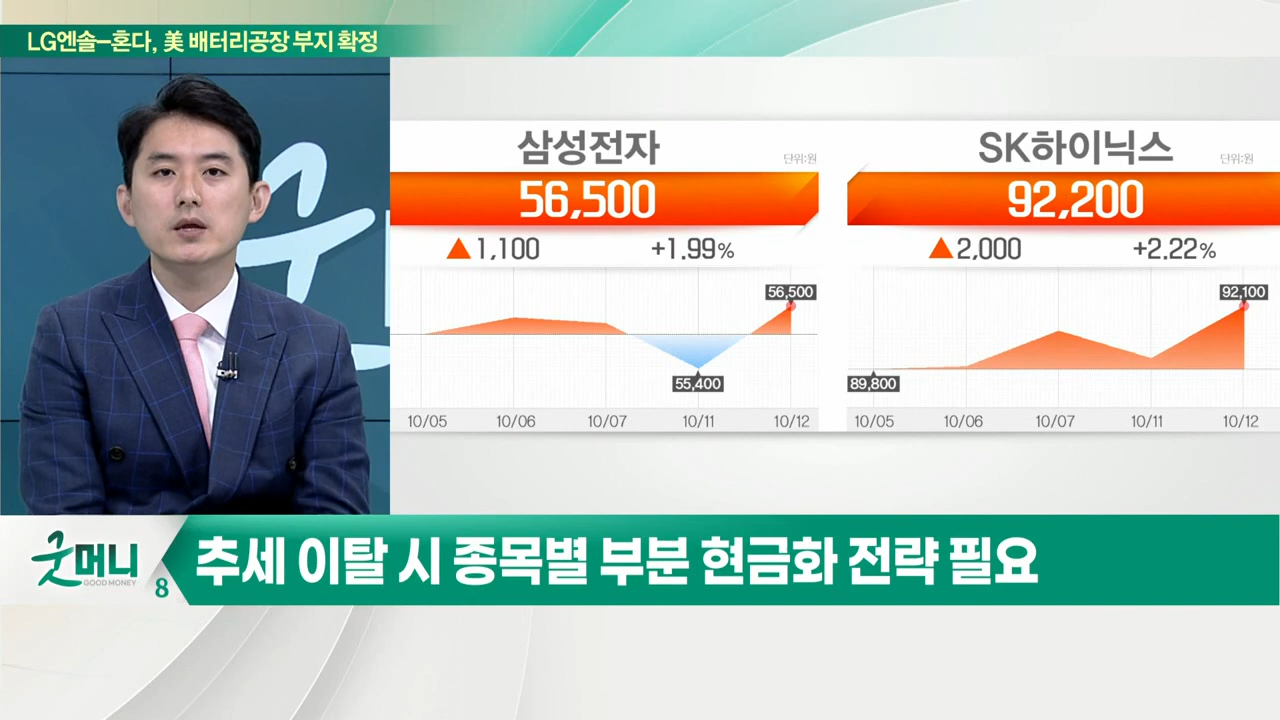 LG엔솔-혼다, 美 배터리공장 부지 확정
삼성전자
단위:원
56,500
▲ 1,100 +1.99%
56,500
55,400
10/05 10/06 10/07 10/11 10/12
SK하이닉스
단위:원
92,200
▲ 2,000 +2.22%
92,100
89,800
10/05 10/06 10/07 10/11 10/12
굿머니
GOOD MONEY
8
추세 이탈 시 종목별 부분 현금화 전략 필요